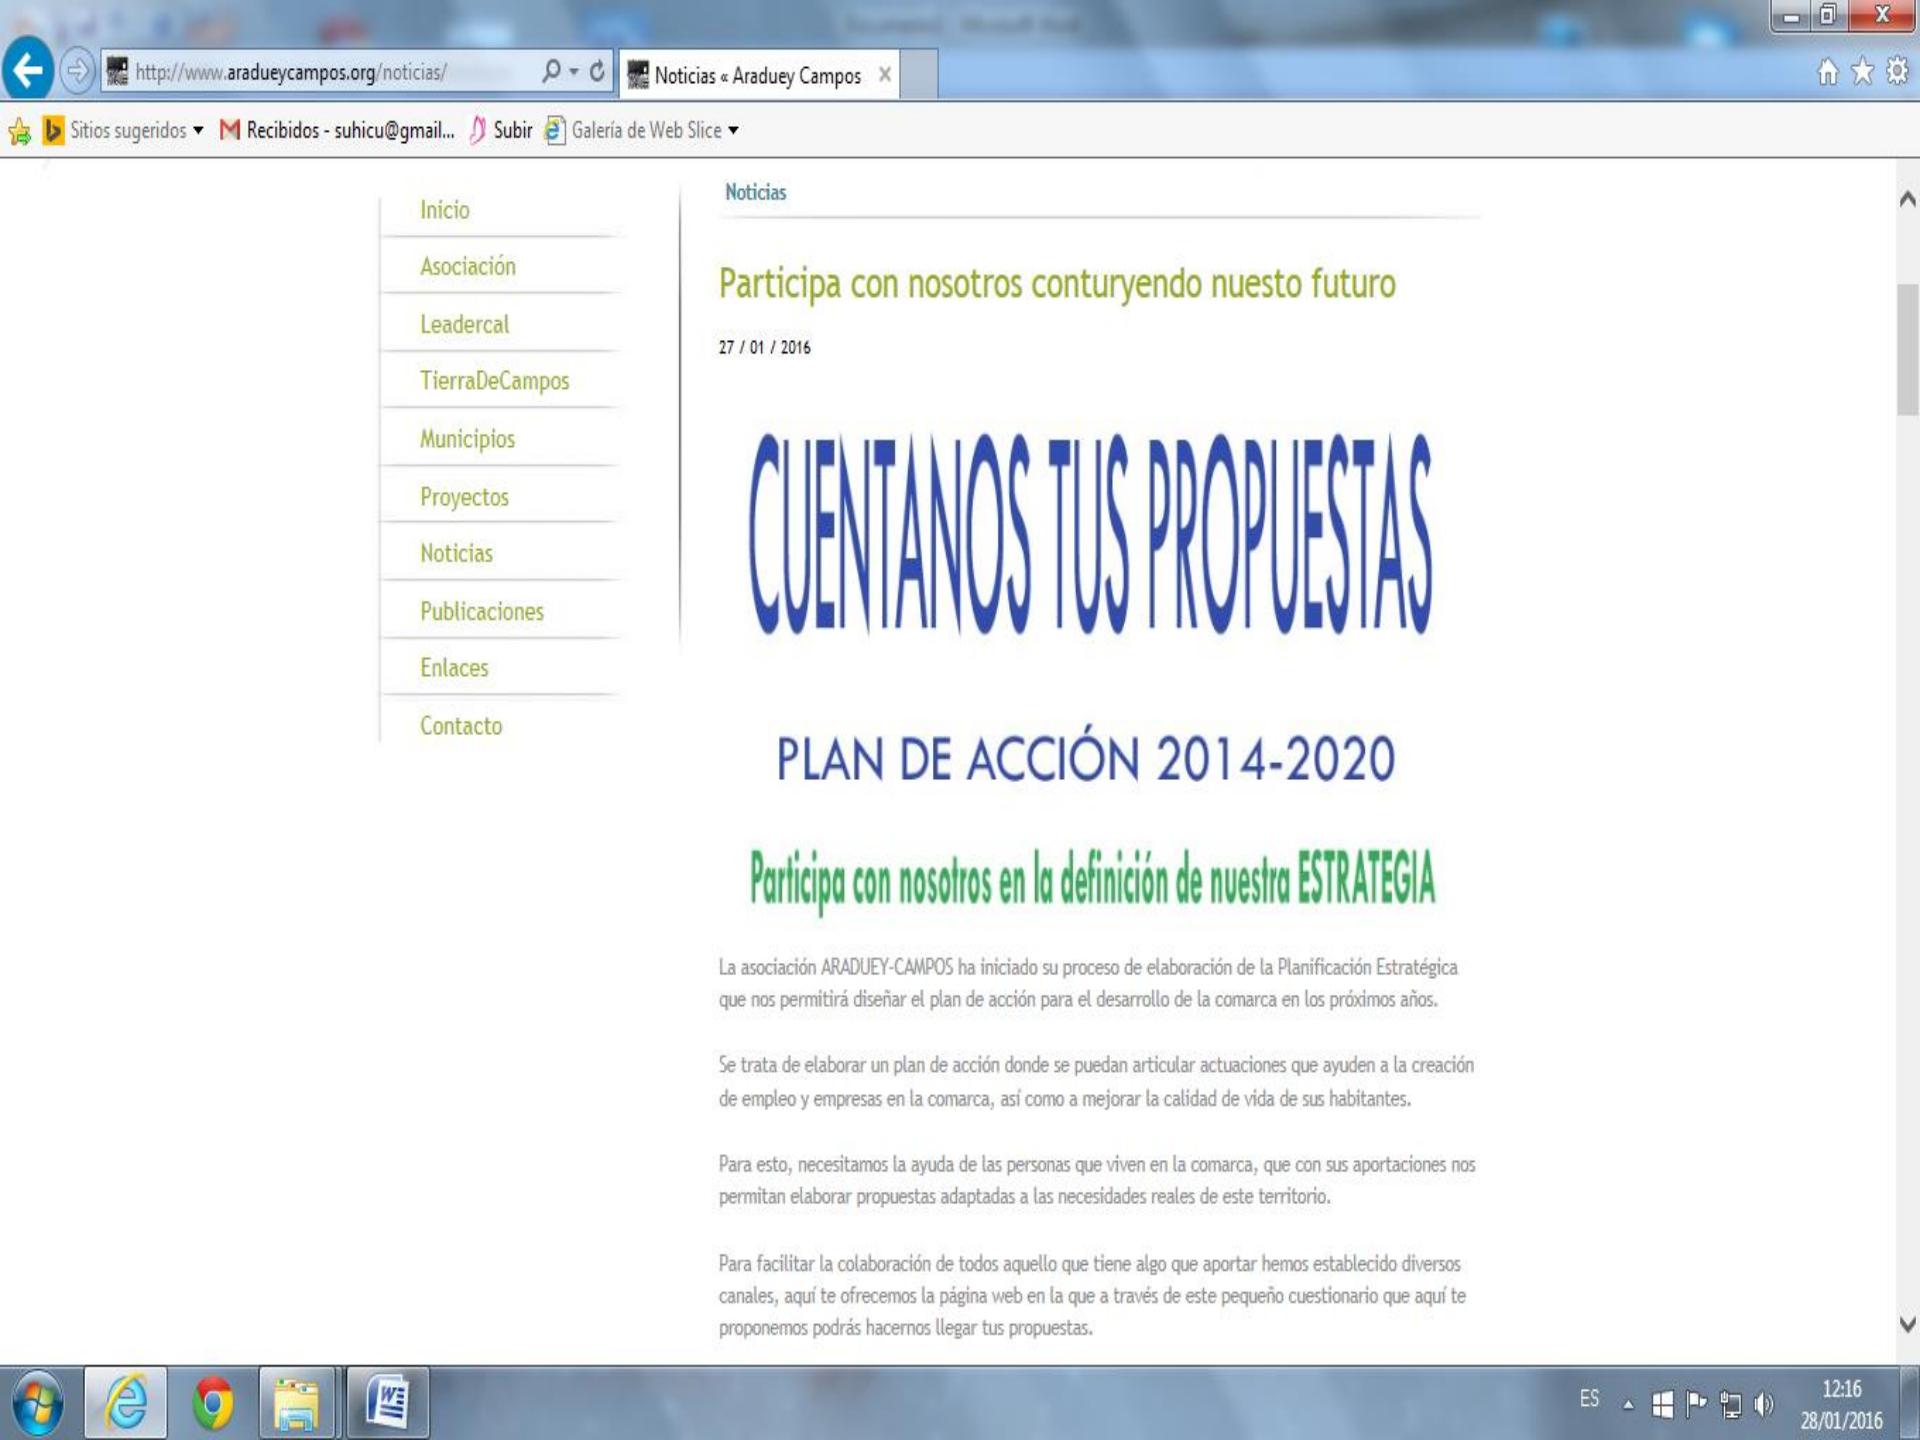 X
http://www.aradueycampos.org/noticias/
Noticias « Araduey Campos
Sitios sugeridos
Recibidos - suhicu@gmail...
Subir
Galería de Web Slice
Inicio
Asociación
Leadercal
TierraDeCampos
Municipios
Proyectos
Noticias
Publicaciones
Enlaces
Contacto
Noticias
Participa con nosotros conturyendo nuesto futuro
27 / 01 / 2016
CUENTANOS TUS PROPUESTAS
PLAN DE ACCIÓN 2014-2020
Participa con nosotros en la definición de nuestra ESTRATEGIA
La asociación ARADUEY-CAMPOS ha iniciado su proceso de elaboración de la Planificación Estratégica
que nos permitirá diseñar el plan de acción para el desarrollo de la comarca en los próximos años.
Se trata de elaborar un plan de acción donde se puedan articular actuaciones que ayuden a la creación
de empleo y empresas en la comarca, así como a mejorar la calidad de vida de sus habitantes.
Para esto, necesitamos la ayuda de las personas que viven en la comarca, que con sus aportaciones nos
permitan elaborar propuestas adaptadas a las necesidades reales de este territorio.
Para facilitar la colaboración de todos aquello que tiene algo que aportar hemos establecido diversos
canales, aquí te ofrecemos la página web en la que a través de este pequeño cuestionario que aquí te
proponemos podrás hacernos llegar tus propuestas.
ES
12:16
28/01/2016